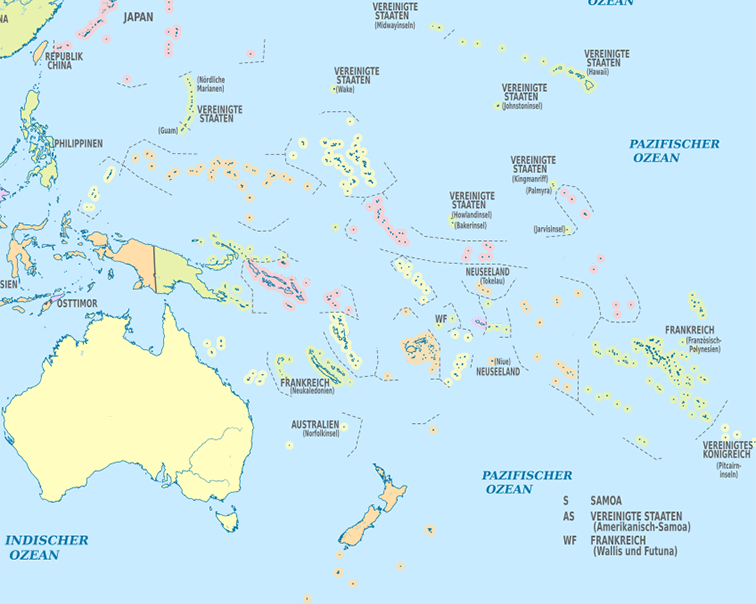 OZEAN
VEREINIGTE
STAATEN
(Midwayinseln)
NA
JAPAN
REPUBLIK
CHINA
VEREINIGTE
STAATEN
(Hawaii)
VEREINIGTE
STAATEN
(Wake)
(Nördliche
Marianen)
VEREINIGTE
STAATEN
(Johnstoninsel)
VEREINIGTE
STAATEN
(Guam)
PHILIPPINEN
PAZIFISCHER
OZEAN
VEREINIGTE
STAATEN
(Kingmanriff)
(Palmyra)
VEREINIGTE
STAATEN
(Howlandinsel)
(Bakerinsel)
(Jarvisinsel)
NEUSEELAND
(Tokelau)
SIEN
OSTTIMOR
WF
FRANKREICH
(Französisch-
Polynesien)
(Niue)
NEUSEELAND
FRANKREICH
(Neukaledonien)
AUSTRALIEN
(Norfolkinsel)
VEREINIGTES
KÖNIGREICH
(Pitcairn-
inseln)
PAZIFISCHER
OZEAN
S SAMOA
AS VEREINIGTE STAATEN
(Amerikanisch-Samoa)
WF FRANKREICH
(Wallis und Futuna)
INDISCHER
OZEAN